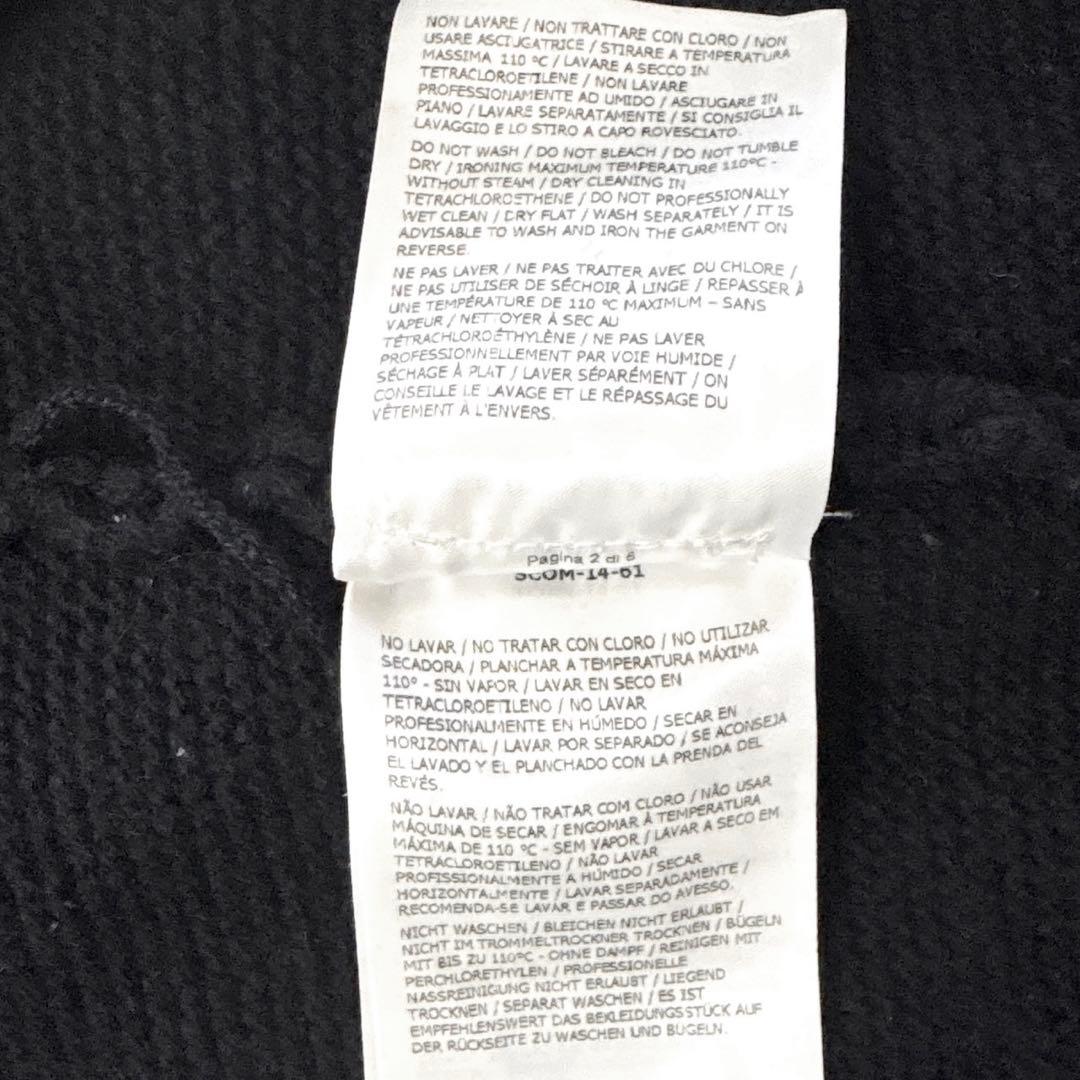 NON LAVARE / NON TRATTARE CON CLORO / NON
USARE ASCIUGATRICE / STIRARE A TEMPERATURA
MASSIMA 110 °C / LAVARE A SECCO IN
TETRACLOROETILENE / NON LAVARE
PROFESSIONAMENTE AD UMIDO / ASCIUGARE IN
PIANO / LAVARE SEPARATAMENTE / SI CONSIGLIA IL
LAVAGGIO E LO STIRO A CAPO ROVESCIATO.
DO NOT WASH / DO NOT BLEACH / DO NOT TUMBLE
DRY / IRONING MAXIMUM TEMPERATURE 110°C -
WITHOUT STEAM / DRY CLEANING IN
TETRACHLOROETHENE / DO NOT PROFESSIONALLY
WET CLEAN / DRY FLAT / WASH SEPARATELY / IT IS
ADVISABLE TO WASH AND IRON THE GARMENT ON
REVERSE.
NE PAS LAVER / NE PAS TRAITER AVEC DU CHLORE /
NE PAS UTILISER DE SÉCHOIR À LINGE / REPASSER À
UNE TEMPÉRATURE DE 110 °C MAXIMUM – SANS
VAPEUR / NETTOYER À SEC AU
TÉTRACHLOROÉTHYLÈNE / NE PAS LAVER
PROFESSIONNELLEMENT PAR VOIE HUMIDE /
SÉCHAGE À PLAT / LAVER SÉPARÉMENT / ON
CONSEILLE LE LAVAGE ET LE RÉPASSAGE DU
VÊTEMENT À L'ENVERS.
Pagina 2 di 6
SCOM-14-61
NO LAVAR / NO TRATAR CON CLORO / NO UTILIZAR
SECADORA / PLANCHAR A TEMPERATURA MÁXIMA
110° - SIN VAPOR / LAVAR EN SECO EN
TETRACLOROETILENO / NO LAVAR
PROFESIONALMENTE EN HÚMEDO / SECAR EN
HORIZONTAL / LAVAR POR SEPARADO / SE ACONSEJA
EL LAVADO Y EL PLANCHADO CON LA PRENDA DEL
REVÉS.
NÃO LAVAR / NÃO TRATAR COM CLORO / NÃO USAR
MÁQUINA DE SECAR / ENGOMAR À TEMPERATURA
MÁXIMA DE 110 °C - SEM VAPOR / LAVAR A SECO EM
TETRACLOROETILENO / NÃO LAVAR
PROFISSIONALMENTE A HÚMIDO / SECAR
HORIZONTALMENTE / LAVAR SEPARADAMENTE /
RECOMENDA-SE LAVAR E PASSAR DO AVESSO.
NICHT WASCHEN / BLEICHEN NICHT ERLAUBT /
NICHT IM TROMMELTROCKNER TROCKNEN / BÜGELN
MIT BIS ZU 110°C - OHNE DAMPF / REINIGEN MIT
PERCHLORETHYLEN / PROFESSIONELLE
NASSREINIGUNG NICHT ERLAUBT / LIEGEND
TROCKNEN / SEPARAT WASCHEN / ES IST
EMPFEHLENSWERT DAS BEKLEIDUNGSSTÜCK AUF
DER RÜCKSEITE ZU WASCHEN UND BÜGELN.